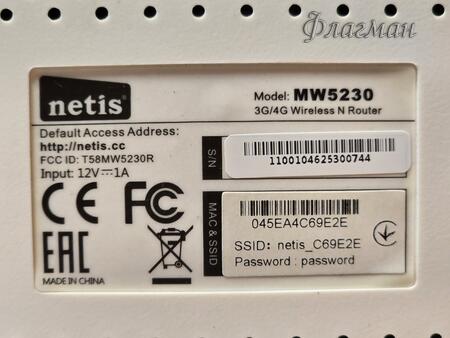 Флагман
netis
Model: MW5230
3G/4G Wireless N Router
Default Access Address:
http://netis.cc
FCC ID: T58MW5230R
Input: 12V⎓1A
S/N
1100104625300744
CE FC
EAC
MADE IN CHINA
MAC & SSID
045EA4C69E2E
SSID: netis_C69E2E
Password : password